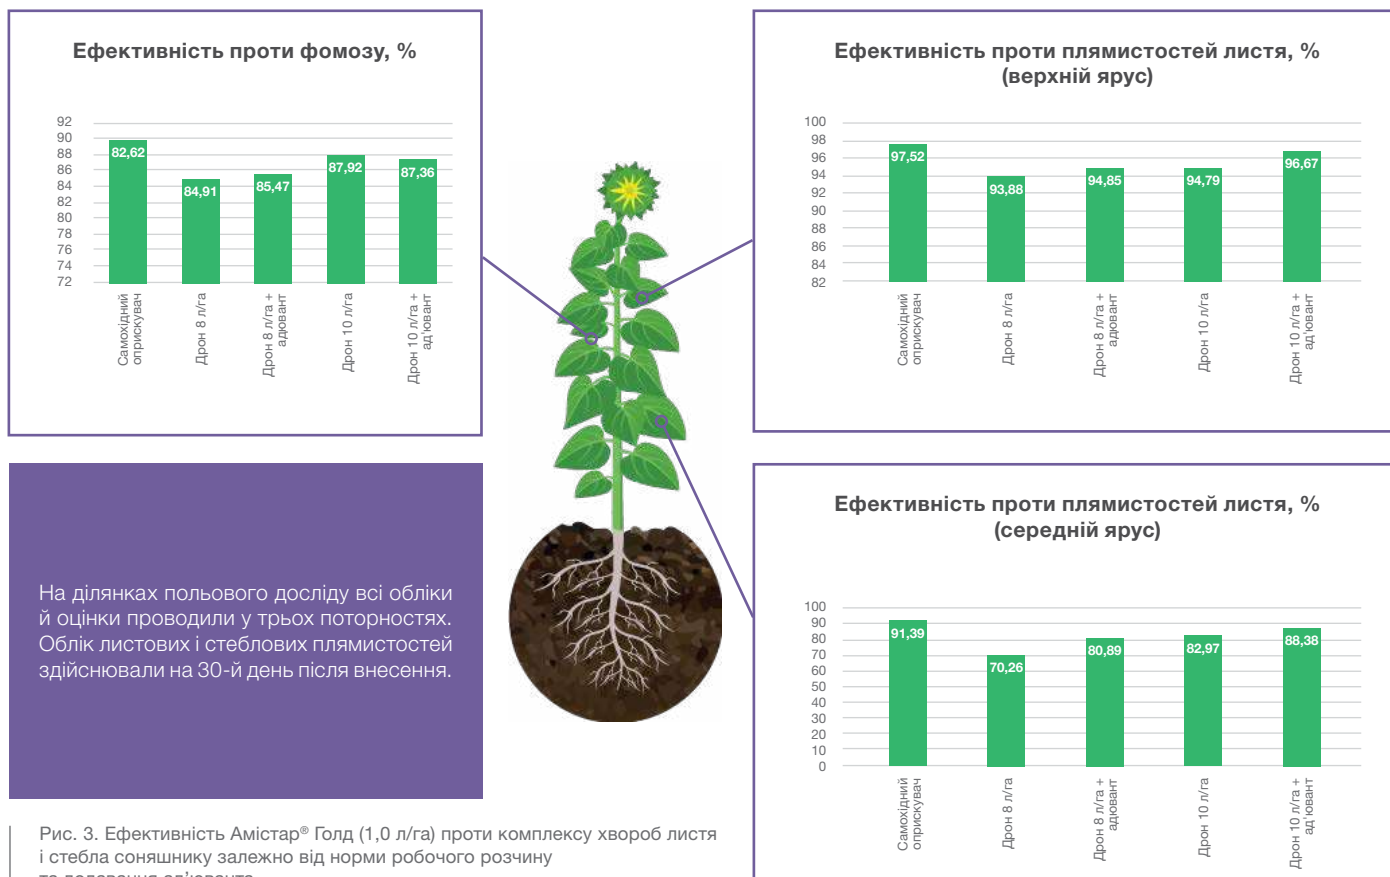 Ефективність проти фомозу, %
92
90
88
86
84
82
80
78
76
74
72
82,62
84,91
85,47
87,92
87,36
Самохідний
оприскувач
Дрон 8 л/га
Дрон 8 л/га +
адювант
Дрон 10 л/га
Дрон 10 л/га +
ад'ювант
Ефективність проти плямистостей листя, %
(верхній ярус)
100
98
96
94
92
90
88
86
84
82
97,52
93,88
94,85
94,79
96,67
Самохідний
оприскувач
Дрон 8 л/га
Дрон 8 л/га +
адювант
Дрон 10 л/га
Дрон 10 л/га +
ад'ювант
На ділянках польового досліду всі обліки
й оцінки проводили у трьох поторностях.
Облік листових і стеблових плямистостей
здійснювали на 30-й день після внесення.
Ефективність проти плямистостей листя, %
(середній ярус)
100
90
80
70
60
50
40
30
20
10
0
91,39
70,26
80,89
82,97
88,38
Самохідний
оприскувач
Дрон 8 л/га
Дрон 8 л/га +
адювант
Дрон 10 л/га
Дрон 10 л/га +
ад'ювант
Рис. 3. Ефективність Амістар® Голд (1,0 л/га) проти комплексу хвороб листя
і стебла соняшнику залежно від норми робочого розчину